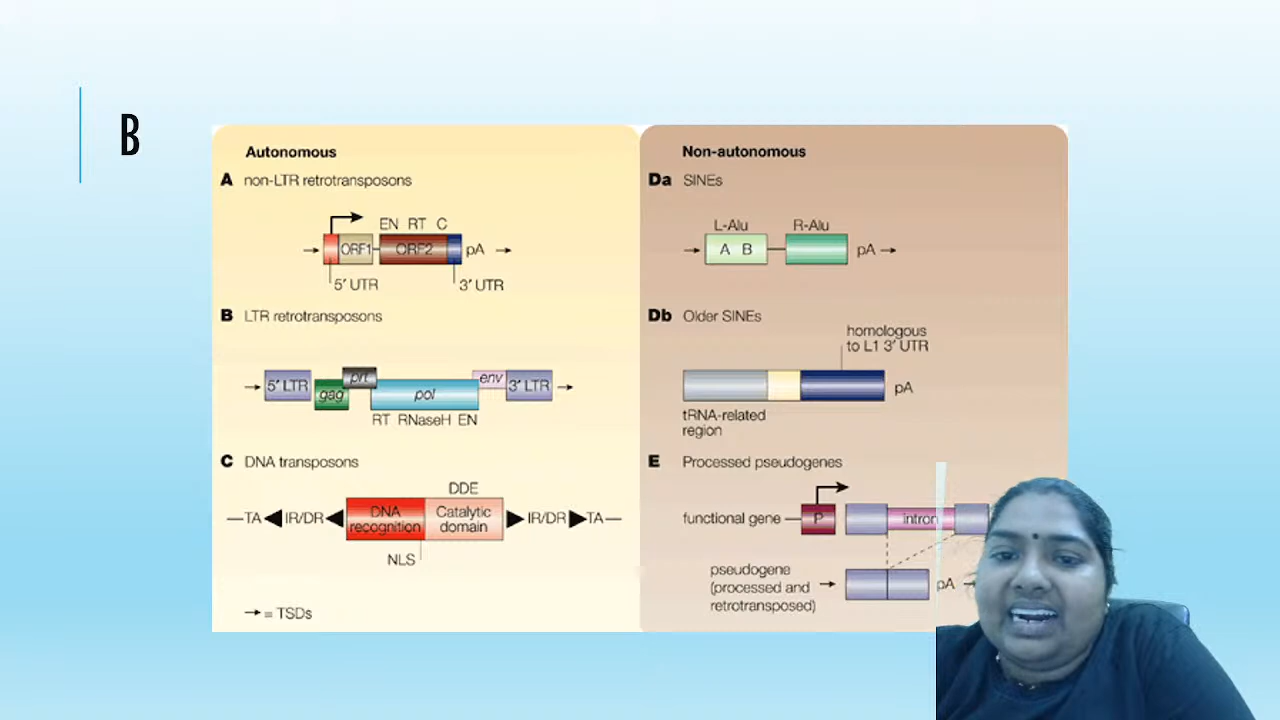 B
Autonomous
A non-LTR retrotransposons
EN RT C
ORF1 ORF2 pA
5′ UTR 3′ UTR
B LTR retrotransposons
5′ LTR gag prt pol env 3′ LTR
RT RNaseH EN
C DNA transposons
DDE
TA IR/DR DNA recognition Catalytic domain IR/DR TA
NLS
= TSDs
Non-autonomous
Da SINEs
L-Alu R-Alu
A B pA
Db Older SINEs
homologous
to L1 3′ UTR
pA
tRNA-related
region
E Processed pseudogenes
functional gene P intron
pseudogene
(processed and
retrotransposed)
pA